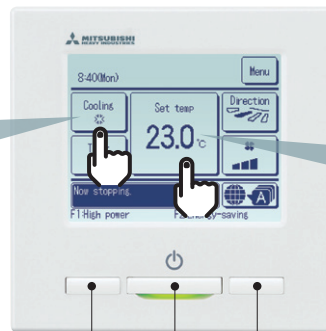 MITSUBISHI
HEAVY INDUSTRIES
8:40(Mon)
Menu
Cooling
Set temp
Direction
23.0 °C
T
Now stopping.
A
F1:High power
F2:Energy-saving